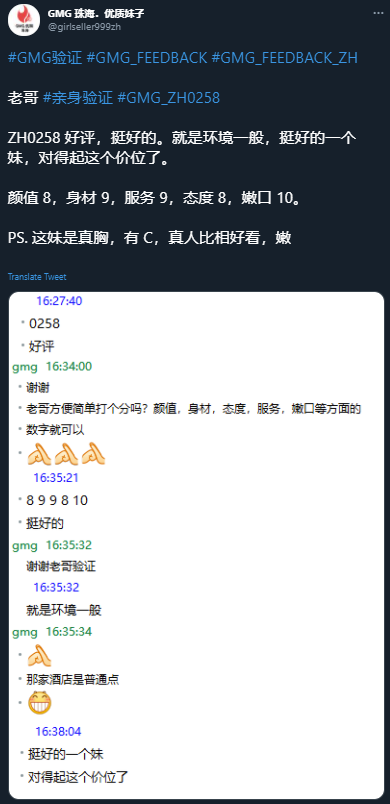 GMG 珠海．优质妹子
@girlseller999zh
#GMG验证 #GMG_FEEDBACK #GMG_FEEDBACK_ZH
老哥 #亲身验证 #GMG_ZH0258
ZH0258 好评，挺好的。就是环境一般，挺好的一个
妹，对得起这个价位了。
颜值 8，身材 9，服务 9，态度 8，嫩口 10。
PS. 这妹是真胸，有 C，真人比相好看，嫩
Translate Tweet
16:27:40
0258
好评
gmg 16:34:00
谢谢
老哥方便简单打个分吗？颜值，身材，态度，服务，嫩口等方面的
数字就可以
16:35:21
8 9 9 8 10
挺好的
gmg 16:35:32
谢谢老哥验证
16:35:32
就是环境一般
gmg 16:35:34
那家酒店是普通点
16:38:04
挺好的一个妹
对得起这个价位了